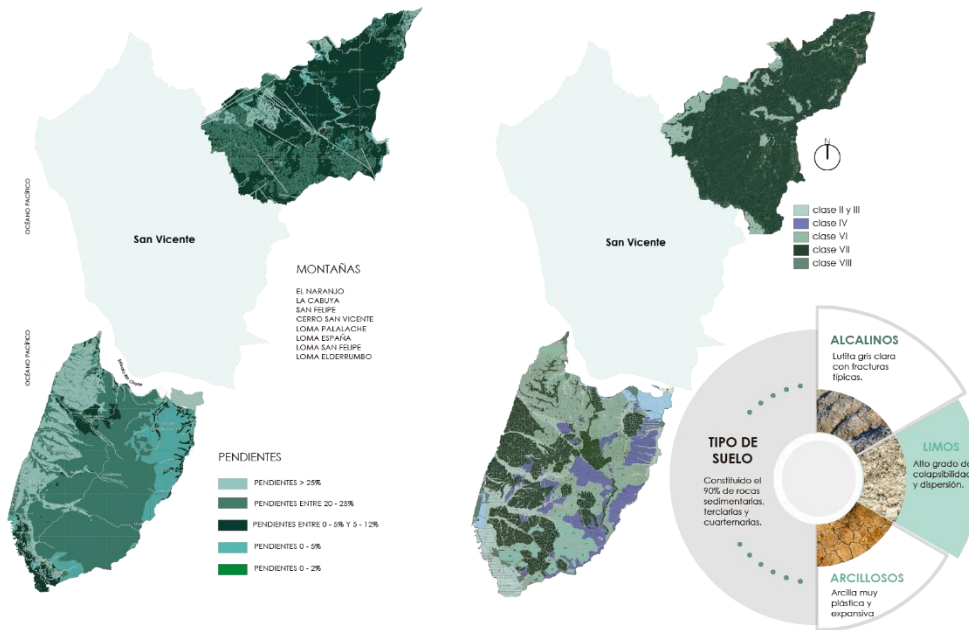 OCÉANO PACÍFICO
San Vicente
MONTAÑAS
EL NARANJO
LA CABUYA
SAN FELIPE
CERRO SAN VICENTE
LOMA PALALACHE
LOMA ESPAÑA
LOMA SAN FELIPE
LOMA ELDERRUMBO
OCÉANO PACÍFICO
PENDIENTES
PENDIENTES > 25%
PENDIENTES ENTRE 20 - 25%
PENDIENTES ENTRE 0 - 5% Y 5 - 12%
PENDIENTES 0 - 5%
PENDIENTES 0 - 2%
San Vicente
N
clase II y III
clase IV
clase VI
clase VII
clase VIII
TIPO DE
SUELO
Constituido el
90% de rocas
sedimentarias,
terciarias y
cuarternarias.
ALCALINOS
Lutita gris clara
con fracturas
típicas.
LIMOS
Alto grado de
colapsibilidad
y dispersión.
ARCILLOSOS
Arcilla muy
plástica y
expansiva